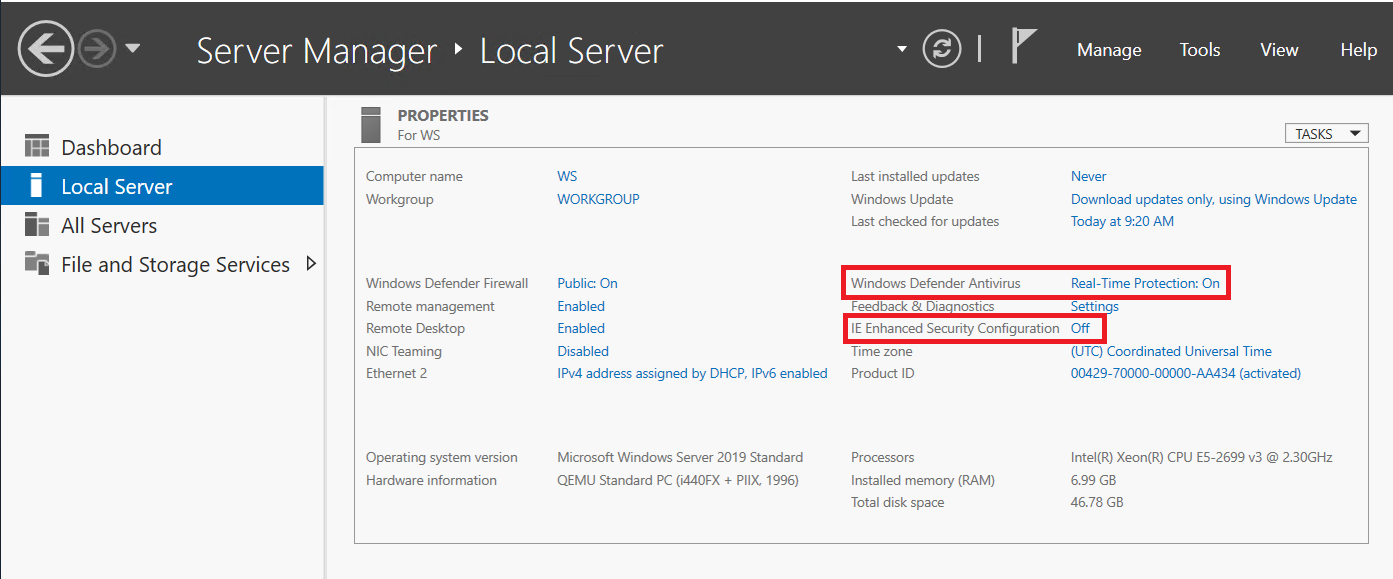 Server Manager ‣ Local Server
Manage Tools View Help
Dashboard
Local Server
All Servers
File and Storage Services
PROPERTIES
For WS
TASKS
Computer name WS
Workgroup WORKGROUP
Last installed updates Never
Windows Update Download updates only, using Windows Update
Last checked for updates Today at 9:20 AM
Windows Defender Firewall Public: On
Remote management Enabled
Remote Desktop Enabled
NIC Teaming Disabled
Ethernet 2 IPv4 address assigned by DHCP, IPv6 enabled
Windows Defender Antivirus Real-Time Protection: On
Feedback & Diagnostics Settings
IE Enhanced Security Configuration Off
Time zone (UTC) Coordinated Universal Time
Product ID 00429-70000-00000-AA434 (activated)
Operating system version Microsoft Windows Server 2019 Standard
Hardware information QEMU Standard PC (i440FX + PIIX, 1996)
Processors Intel(R) Xeon(R) CPU E5-2699 v3 @ 2.30GHz
Installed memory (RAM) 6.99 GB
Total disk space 46.78 GB